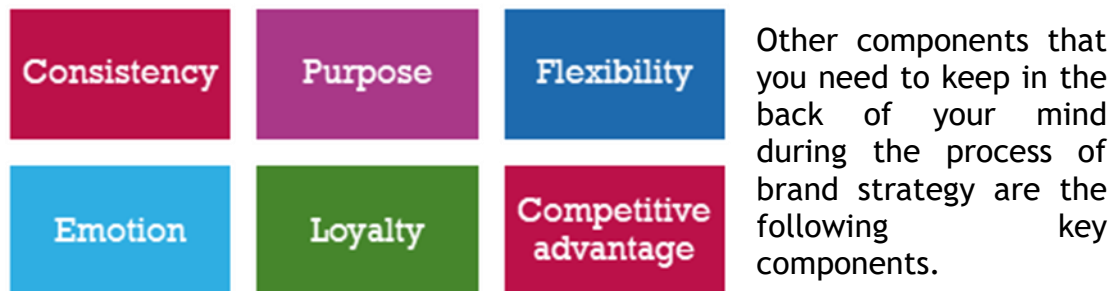 Consistency
Purpose
Flexibility
Emotion
Loyalty
Competitive
advantage
Other components that
you need to keep in the
back of your mind
during the process of
brand strategy are the
following key
components.